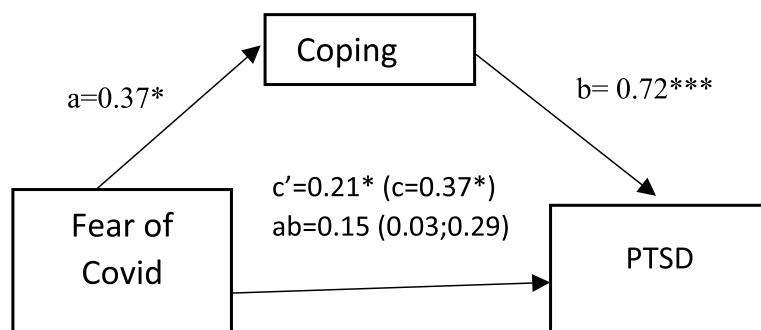 Coping
a=0.37*
b= 0.72***
c’=0.21* (c=0.37*)
ab=0.15 (0.03;0.29)
Fear of
Covid
PTSD